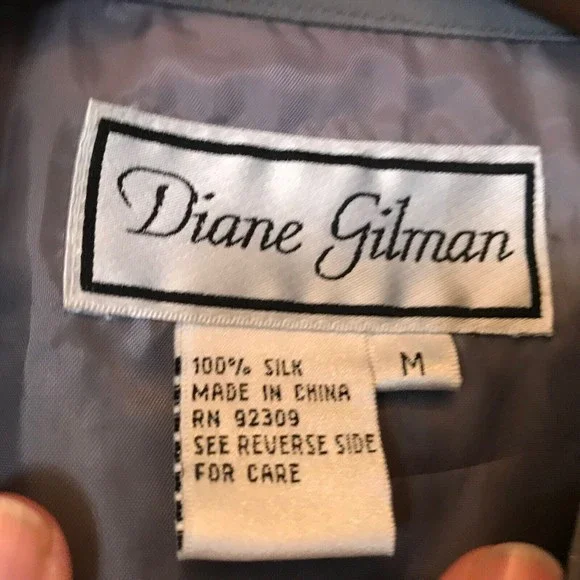 Diane Gilman
M
100% SILK
MADE IN CHINA
RN 92309
SEE REVERSE SIDE
FOR CARE